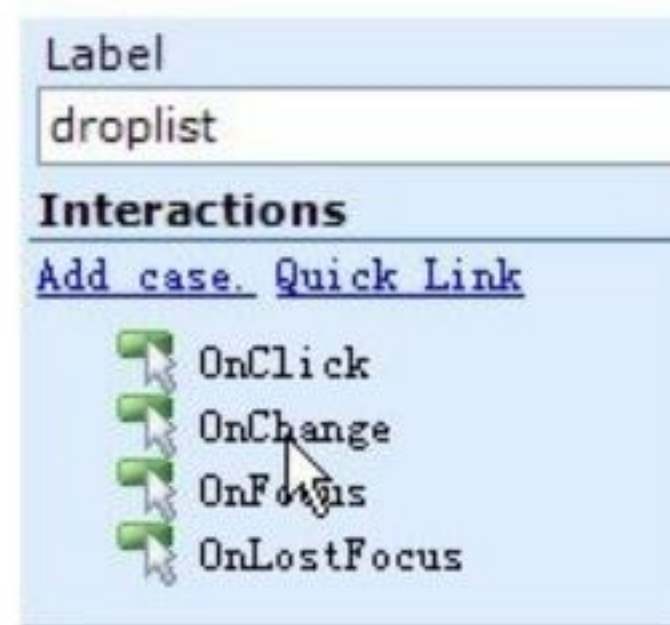 Label
droplist
Interactions
Add case. Quick Link
OnClick
OnChange
OnFocus
OnLostFocus